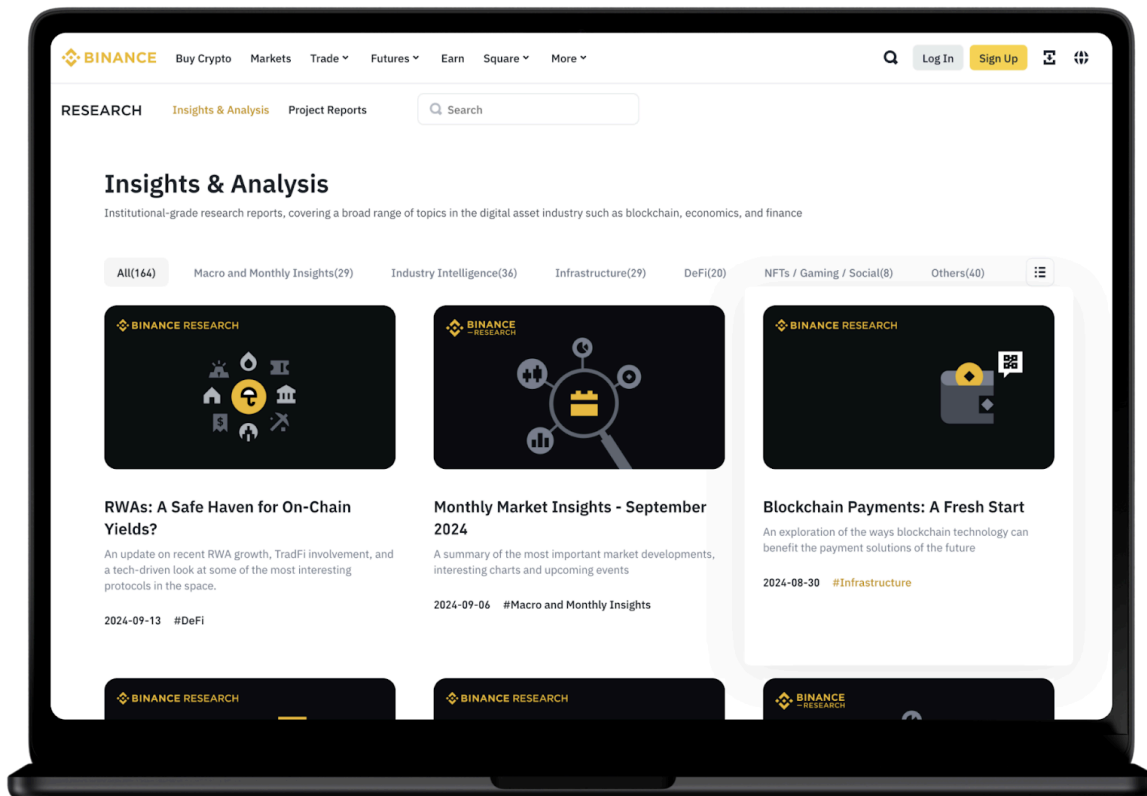 BINANCE Buy Crypto Markets Trade Futures Earn Square More Log In Sign Up
RESEARCH Insights & Analysis Project Reports Search
Insights & Analysis
Institutional-grade research reports, covering a broad range of topics in the digital asset industry such as blockchain, economics, and finance
All(164) Macro and Monthly Insights(29) Industry Intelligence(36) Infrastructure(29) DeFi(20) NFTs / Gaming / Social(8) Others(40)
BINANCE RESEARCH
RWAs: A Safe Haven for On-Chain
Yields?
An update on recent RWA growth, TradFi involvement, and
a tech-driven look at some of the most interesting
protocols in the space.
2024-09-13 #DeFi
BINANCE
RESEARCH
Monthly Market Insights - September
2024
A summary of the most important market developments,
interesting charts and upcoming events
2024-09-06 #Macro and Monthly Insights
BINANCE RESEARCH
Blockchain Payments: A Fresh Start
An exploration of the ways blockchain technology can
benefit the payment solutions of the future
2024-08-30 #Infrastructure
BINANCE RESEARCH
BINANCE RESEARCH
BINANCE
RESEARCH